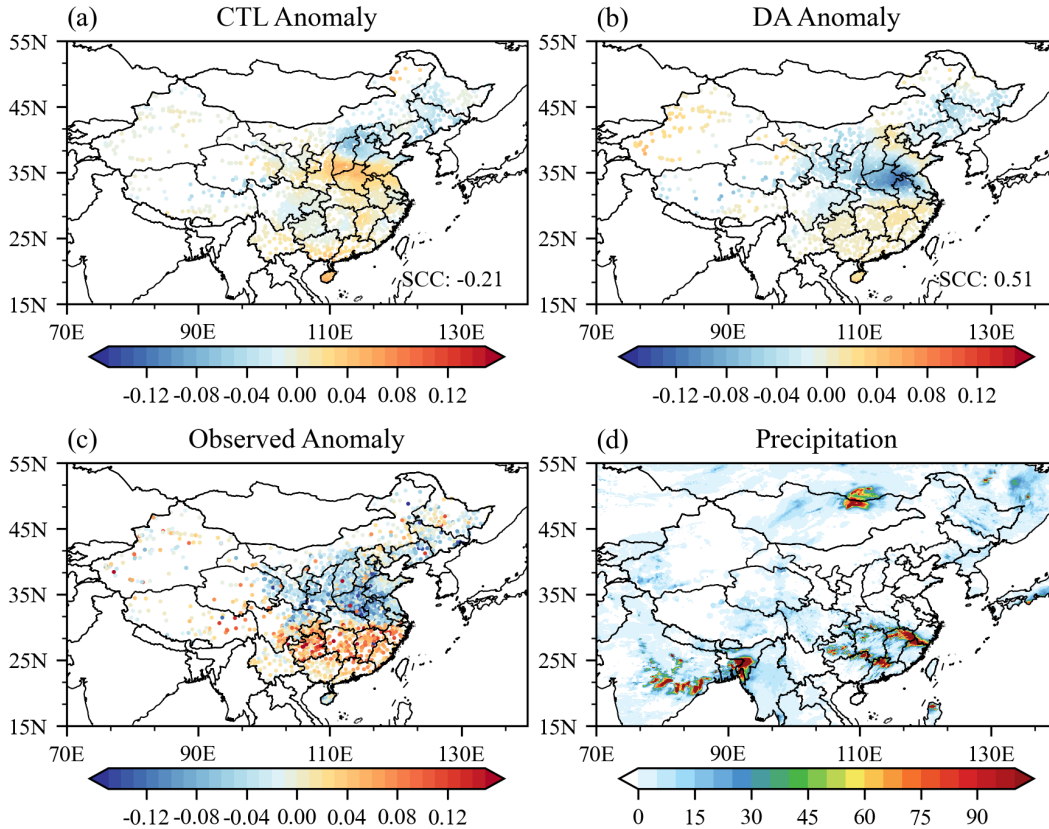 (a) CTL Anomaly
(b) DA Anomaly
55N
45N
35N
25N
15N
SCC: -0.21
70E 90E 110E 130E
-0.12 -0.08 -0.04 0.00 0.04 0.08 0.12
55N
45N
35N
25N
15N
SCC: 0.51
70E 90E 110E 130E
-0.12 -0.08 -0.04 0.00 0.04 0.08 0.12
(c) Observed Anomaly
(d) Precipitation
55N
45N
35N
25N
15N
70E 90E 110E 130E
-0.12 -0.08 -0.04 0.00 0.04 0.08 0.12
55N
45N
35N
25N
15N
70E 90E 110E 130E
0 15 30 45 60 75 90